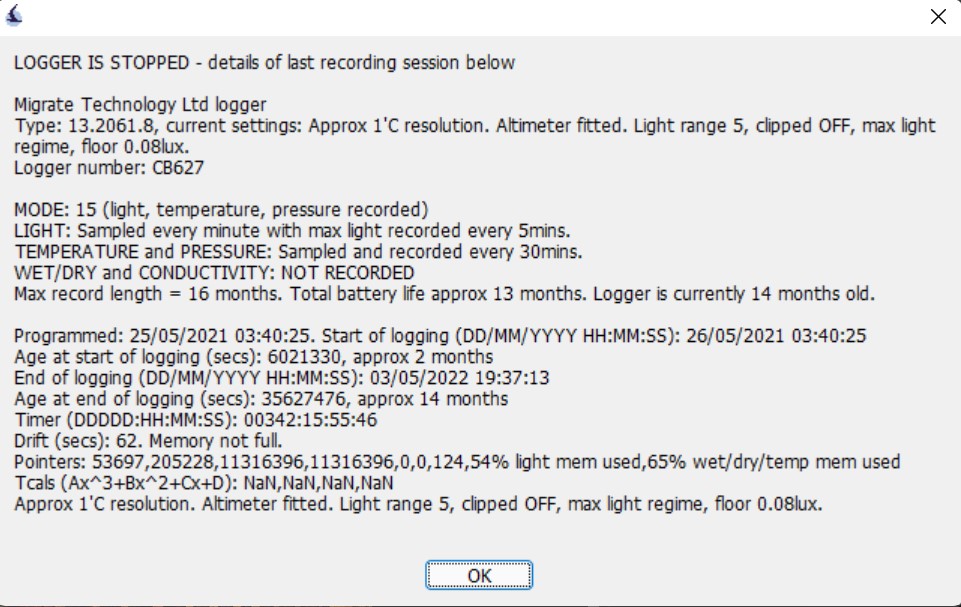 LOGGER IS STOPPED - details of last recording session below
Migrate Technology Ltd logger
Type: 13.2061.8, current settings: Approx 1'C resolution. Altimeter fitted. Light range 5, clipped OFF, max light
regime, floor 0.08lux.
Logger number: CB627
MODE: 15 (light, temperature, pressure recorded)
LIGHT: Sampled every minute with max light recorded every 5mins.
TEMPERATURE and PRESSURE: Sampled and recorded every 30mins.
WET/DRY and CONDUCTIVITY: NOT RECORDED
Max record length = 16 months. Total battery life approx 13 months. Logger is currently 14 months old.
Programmed: 25/05/2021 03:40:25. Start of logging (DD/MM/YYYY HH:MM:SS): 26/05/2021 03:40:25
Age at start of logging (secs): 6021330, approx 2 months
End of logging (DD/MM/YYYY HH:MM:SS): 03/05/2022 19:37:13
Age at end of logging (secs): 35627476, approx 14 months
Timer (DDDDD:HH:MM:SS): 00342:15:55:46
Drift (secs): 62. Memory not full.
Pointers: 53697,205228,11316396,11316396,0,0,124,54% light mem used,65% wet/dry/temp mem used
Tcals (Ax^3+Bx^2+Cx+D): NaN,NaN,NaN,NaN
Approx 1'C resolution. Altimeter fitted. Light range 5, clipped OFF, max light regime, floor 0.08lux.
OK